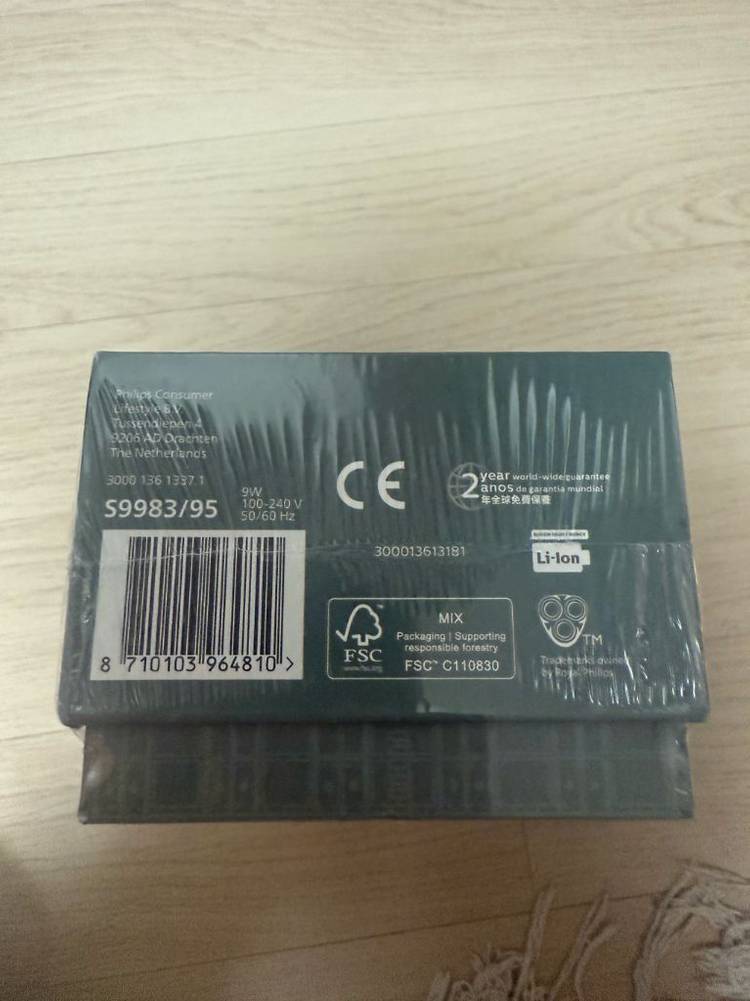 Philips Consumer
Lifestyle B.V.
Tussendiepen 4
9206 AD Drachten
The Netherlands
3000 136 1337.1
S9983/95
9W
100-240 V
50/60 Hz
CE
2
year world-wide guarantee
anos de garantia mundial
年全球免費保養
300013613181
Li-Ion
8 710103 964810 >
FSC
www.fsc.org
MIX
Packaging | Supporting
responsible forestry
FSC™ C110830
TM
Trademarks owned
by Royal Philips